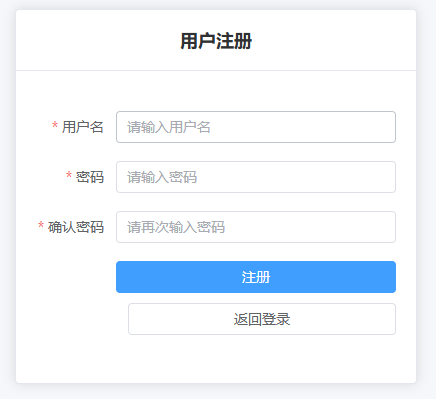 用户注册
* 用户名 请输入用户名
* 密码 请输入密码
* 确认密码 请再次输入密码
注册
返回登录